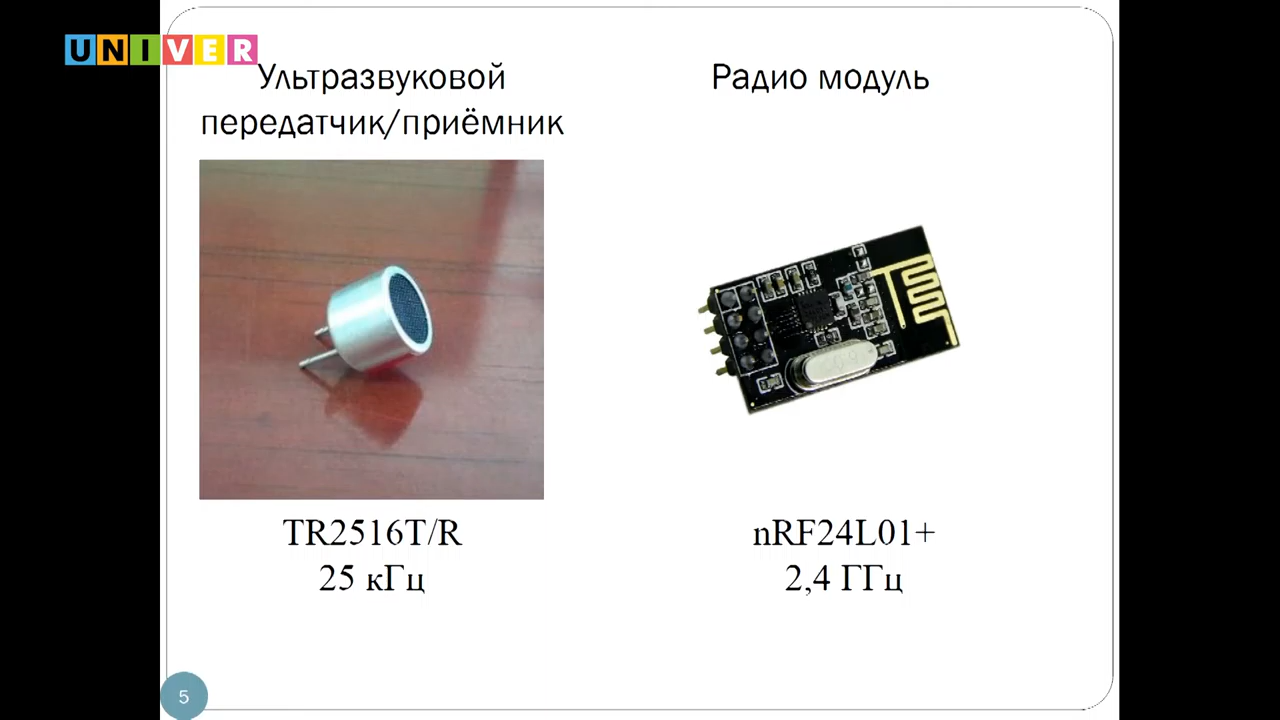 UNIVER
Ультразвуковой
передатчик/приёмник
Радио модуль
TR2516T/R
25 кГц
nRF24L01+
2,4 ГГц
5